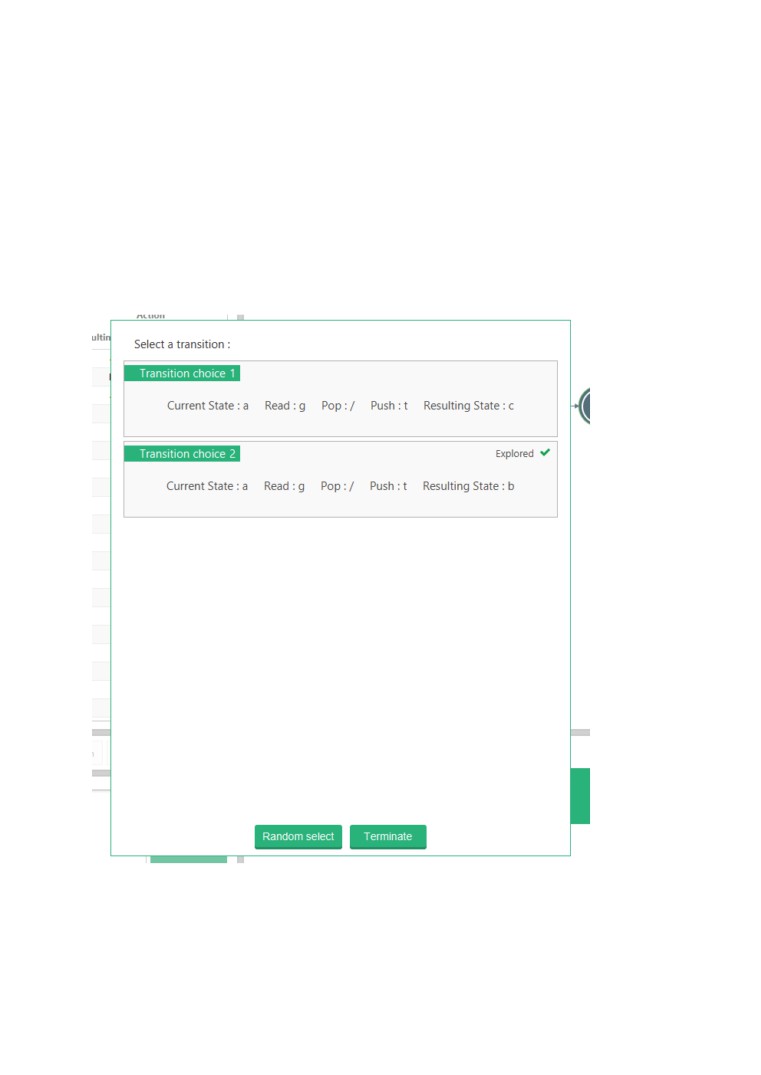 Action
Select a transition :
Transition choice 1
Current State : a Read : g Pop : / Push : t Resulting State : c
Transition choice 2 Explored
Current State : a Read : g Pop : / Push : t Resulting State : b
Random select Terminate